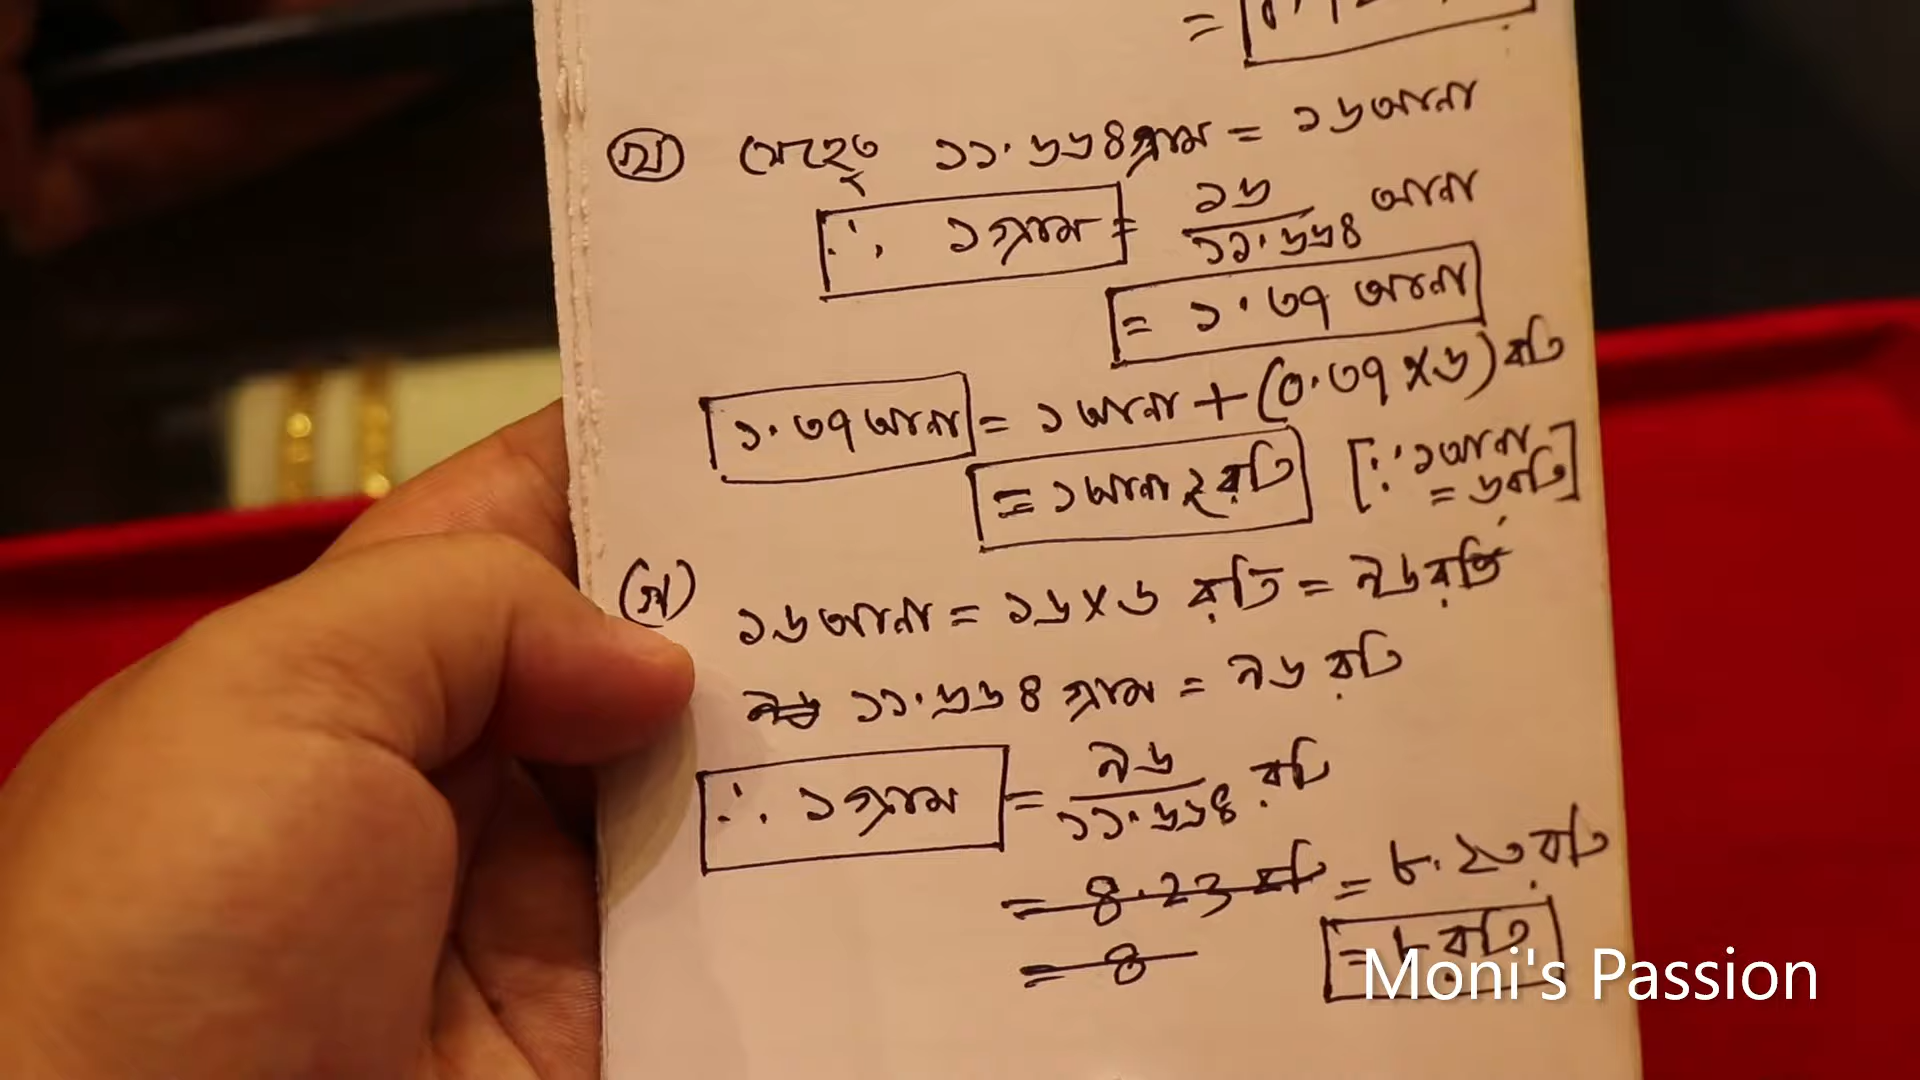 =
(খ) যেহেতু ১১.৬৬৪ গ্রাম = ১৬ আনা
∴ ১ গ্রাম = ১৬/১১.৬৬৪ আনা
= ১.৩৭ আনা
১.৩৭ আনা = ১ আনা + (০.৩৭ X ৬) রতি
= ১ আনা ২ রতি [∵ ১ আনা = ৬ রতি]
(গ) ১৬ আনা = ১৬ X ৬ রতি = ৯৬ রতি
৯৬ ১১.৬৬৪ গ্রাম = ৯৬ রতি
∴ ১ গ্রাম = ৯৬/১১.৬৬৪ রতি
= 8.23 রতি = ৮.২৩ রতি
= 8 = ৮ রতি
Moni's Passion